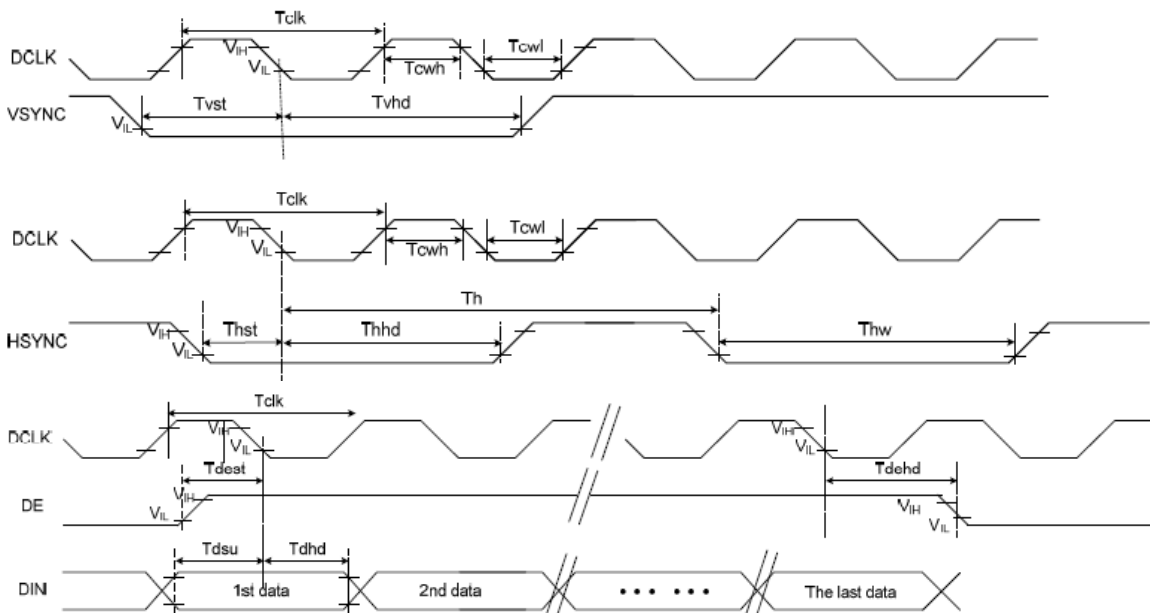 Tclk
DCLK
VIH
VIL
Tcwh
Tcwl
VSYNC
VIL
Tvst
Tvhd
Tclk
DCLK
VIH
VIL
Tcwh
Tcwl
Th
HSYNC
VIH
VIL
Thst
Thhd
Thw
Tclk
DCLK
VIH
VIL
VIH
VIL
Tdest
Tdehd
DE
VIH
VIL
VIH
VIL
Tdsu
Tdhd
DIN
1st data
2nd data
••• •••
The last data